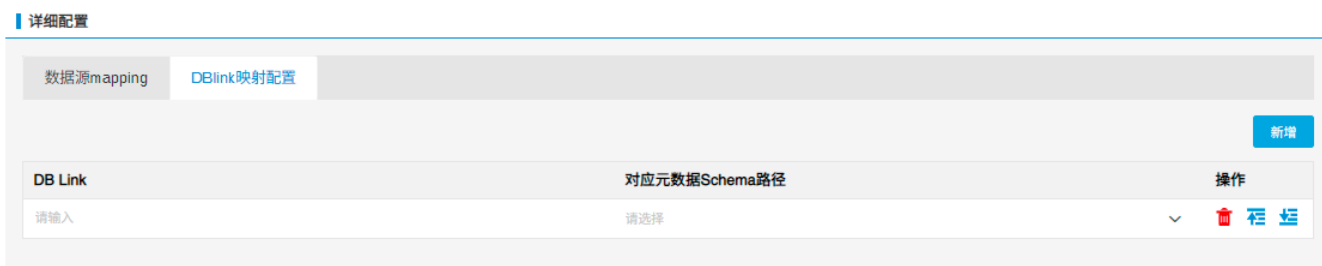 详细配置
数据源mapping DBlink映射配置
新增
DB Link 对应元数据Schema路径 操作
请输入 请选择